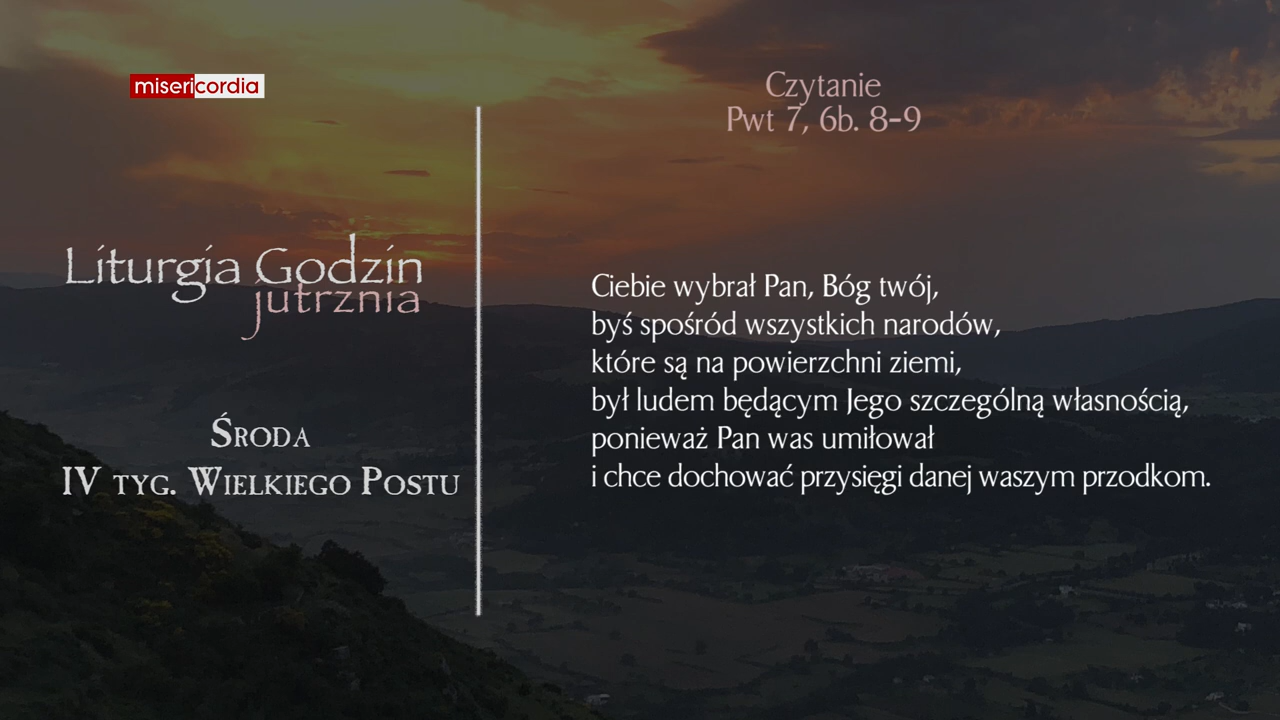 misericordia
Liturgia Godzin
jutrznia
Środa
IV tyg. Wielkiego Postu
Czytanie
Pwt 7, 6b. 8-9
Ciebie wybrał Pan, Bóg twój,
byś spośród wszystkich narodów,
które są na powierzchni ziemi,
był ludem będącym Jego szczególną własnością,
ponieważ Pan was umiłował
i chce dochować przysięgi danej waszym przodkom.